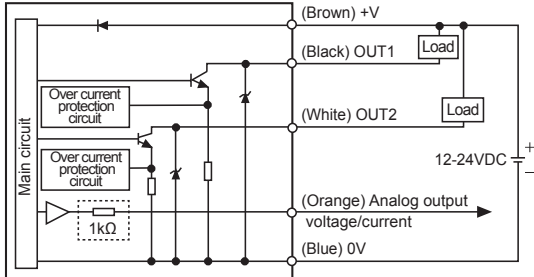 (Brown) +V
(Black) OUT1
Load
Over current
protection
circuit
(White) OUT2
Load
Main circuit
Over current
protection
circuit
12-24VDC
+
−
(Orange) Analog output
voltage/current
1kΩ
(Blue) 0V